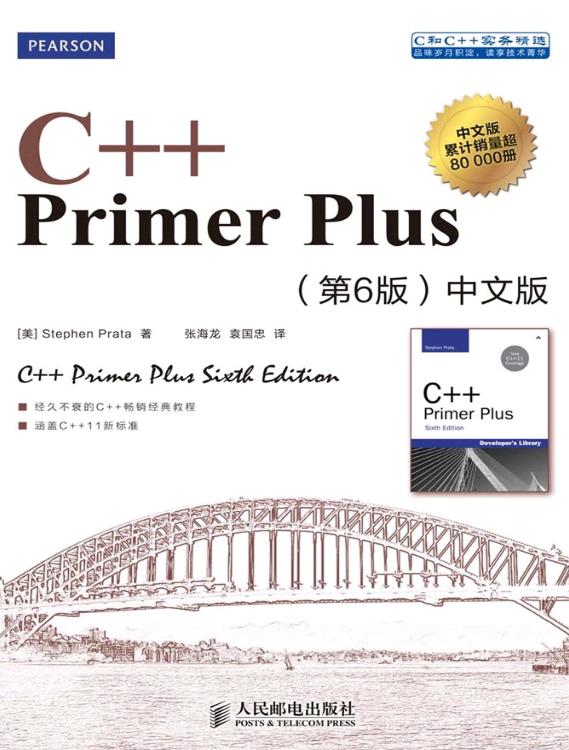 PEARSON
C和C++实务精选
品味岁月积淀，读享技术菁华
C++
Primer Plus
中文版
累计销量超
80 000册
（第6版）中文版
[美] Stephen Prata 著 张海龙 袁国忠 译
C++ Primer Plus Sixth Edition
■ 经久不衰的C++畅销经典教程
■ 涵盖C++11新标准
Stephen Prata
New
C++11
Coverage
C++
Primer Plus
Sixth Edition
Developer's Library
人民邮电出版社
POSTS & TELECOM PRESS